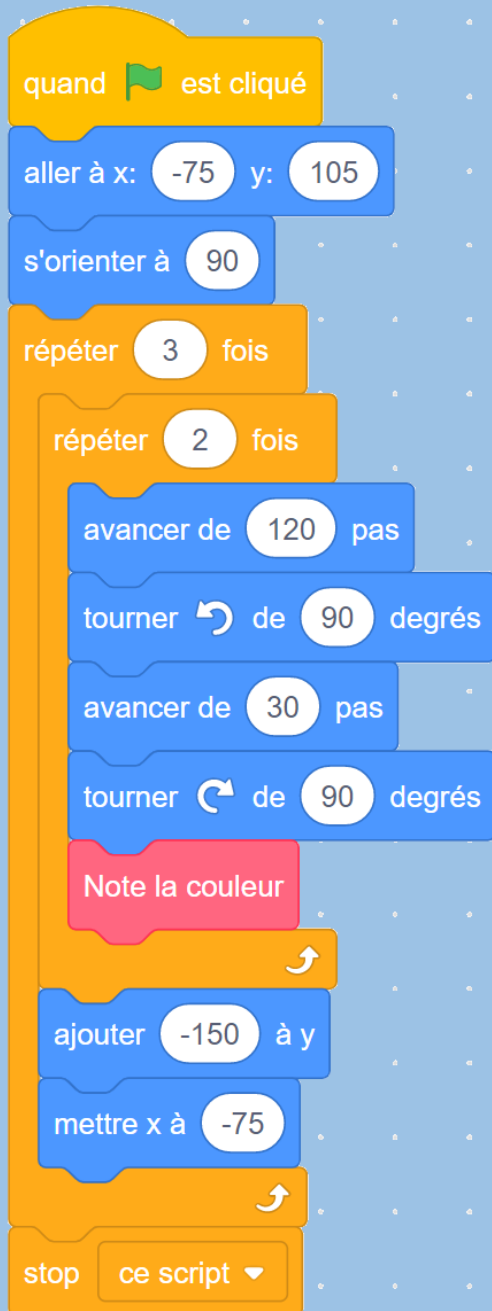 quand est cliqué
aller à x: -75 y: 105
s'orienter à 90
répéter 3 fois
répéter 2 fois
avancer de 120 pas
tourner de 90 degrés
avancer de 30 pas
tourner de 90 degrés
Note la couleur
ajouter -150 à y
mettre x à -75
stop ce script